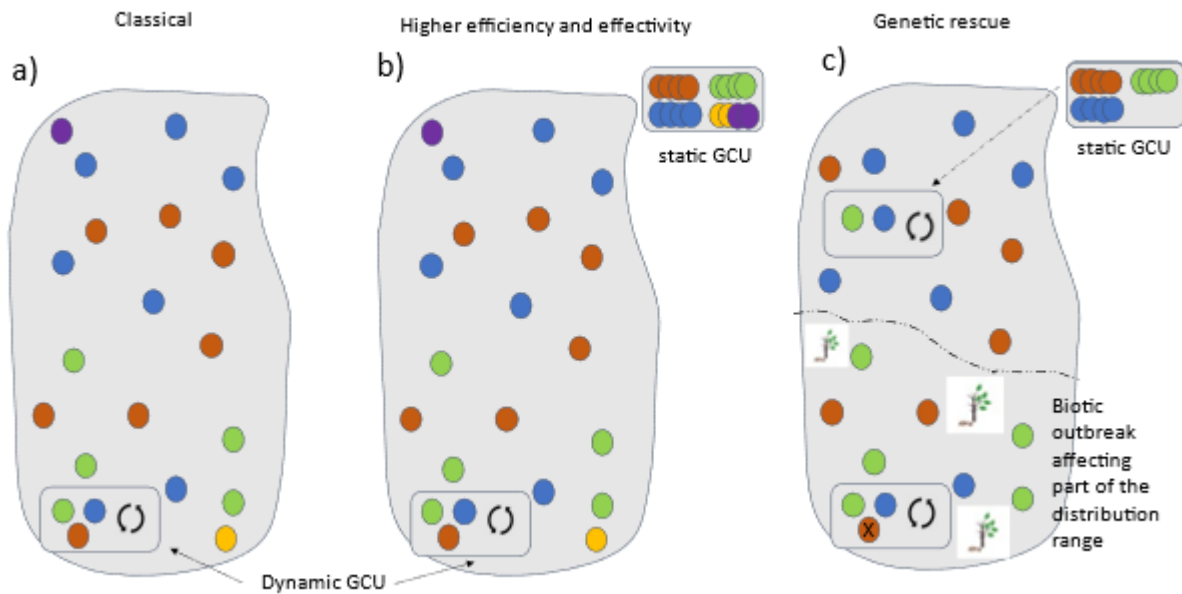 Classical
Higher efficiency and effectivity
Genetic rescue
a)
b)
c)
static GCU
static GCU
Biotic
outbreak
affecting
part of the
distribution
range
X
Dynamic GCU